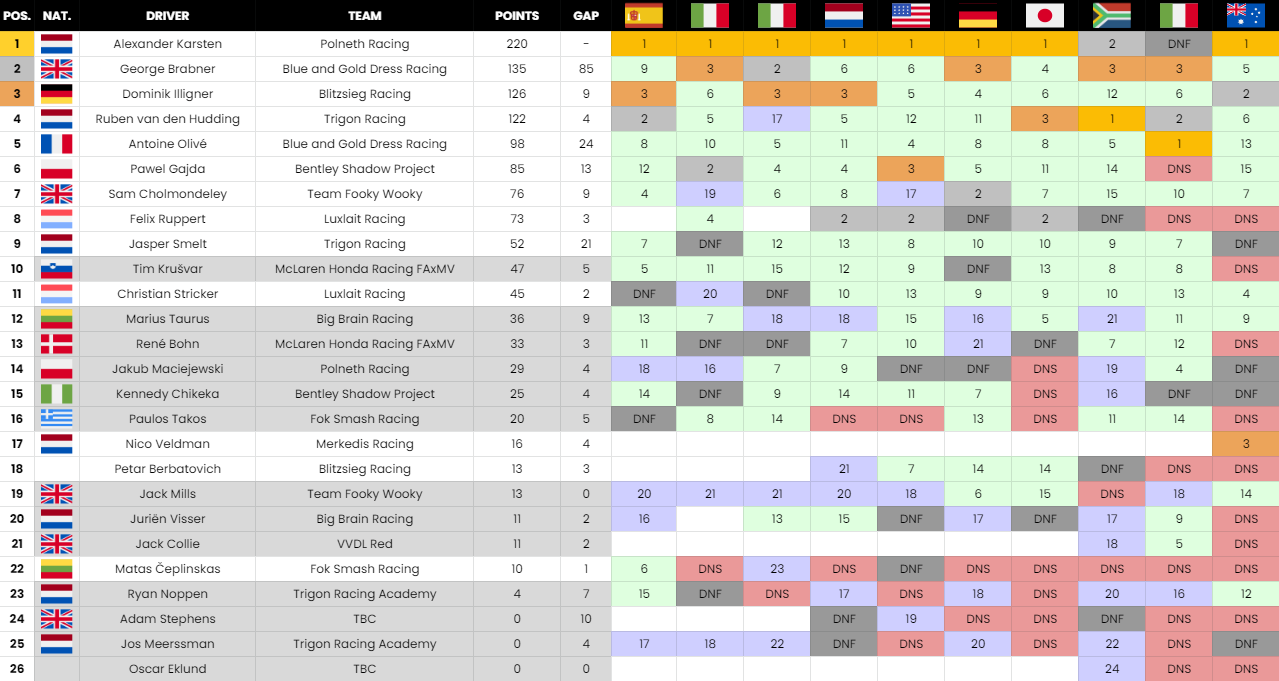 POS. NAT. DRIVER TEAM POINTS GAP
1 Alexander Karsten Polneth Racing 220 - 1 1 1 1 1 1 1 2 DNF 1
2 George Brabner Blue and Gold Dress Racing 135 85 9 3 2 6 6 3 4 3 3 5
3 Dominik Illigner Blitzsieg Racing 126 9 3 6 3 3 5 4 6 12 6 2
4 Ruben van den Hudding Trigon Racing 122 4 2 5 17 5 12 11 3 1 2 6
5 Antoine Olivé Blue and Gold Dress Racing 98 24 8 10 5 11 4 8 8 5 1 13
6 Pawel Gajda Bentley Shadow Project 85 13 12 2 4 4 3 5 11 14 DNS 15
7 Sam Cholmondeley Team Fooky Wooky 76 9 4 19 6 8 17 2 7 15 10 7
8 Felix Ruppert Luxlait Racing 73 3 4 2 2 DNF 2 DNF DNS DNS
9 Jasper Smelt Trigon Racing 52 21 7 DNF 12 13 8 10 10 9 7 DNF
10 Tim Krušvar McLaren Honda Racing FAxMV 47 5 5 11 15 12 9 DNF 13 8 8 DNS
11 Christian Stricker Luxlait Racing 45 2 DNF 20 DNF 10 13 9 9 10 13 4
12 Marius Taurus Big Brain Racing 36 9 13 7 18 18 15 16 5 21 11 9
13 René Bohn McLaren Honda Racing FAxMV 33 3 11 DNF DNF 7 10 21 DNF 7 12 DNS
14 Jakub Maciejewski Polneth Racing 29 4 18 16 7 9 DNF DNF DNS 19 4 DNF
15 Kennedy Chikeka Bentley Shadow Project 25 4 14 DNF 9 14 11 7 DNS 16 DNF DNF
16 Paulos Takos Fok Smash Racing 20 5 DNF 8 14 DNS DNS 13 DNS 11 14 DNS
17 Nico Veldman Merkedis Racing 16 4 3
18 Petar Berbatovich Blitzsieg Racing 13 3 21 7 14 14 DNF DNS DNS
19 Jack Mills Team Fooky Wooky 13 0 20 21 21 20 18 6 15 DNS 18 14
20 Juriën Visser Big Brain Racing 11 2 16 13 15 DNF 17 DNF 17 9 DNS
21 Jack Collie VVDL Red 11 2 18 5 DNS
22 Matas Čeplinskas Fok Smash Racing 10 1 6 DNS 23 DNS DNF DNS DNS DNS DNS DNS
23 Ryan Noppen Trigon Racing Academy 4 7 15 DNF DNS 17 DNS 18 DNS 20 16 12
24 Adam Stephens TBC 0 10 DNF 19 DNS DNS DNF DNS DNS
25 Jos Meerssman Trigon Racing Academy 0 4 17 18 22 DNF DNS 20 DNS 22 DNS DNF
26 Oscar Eklund TBC 0 0 24 DNS DNS